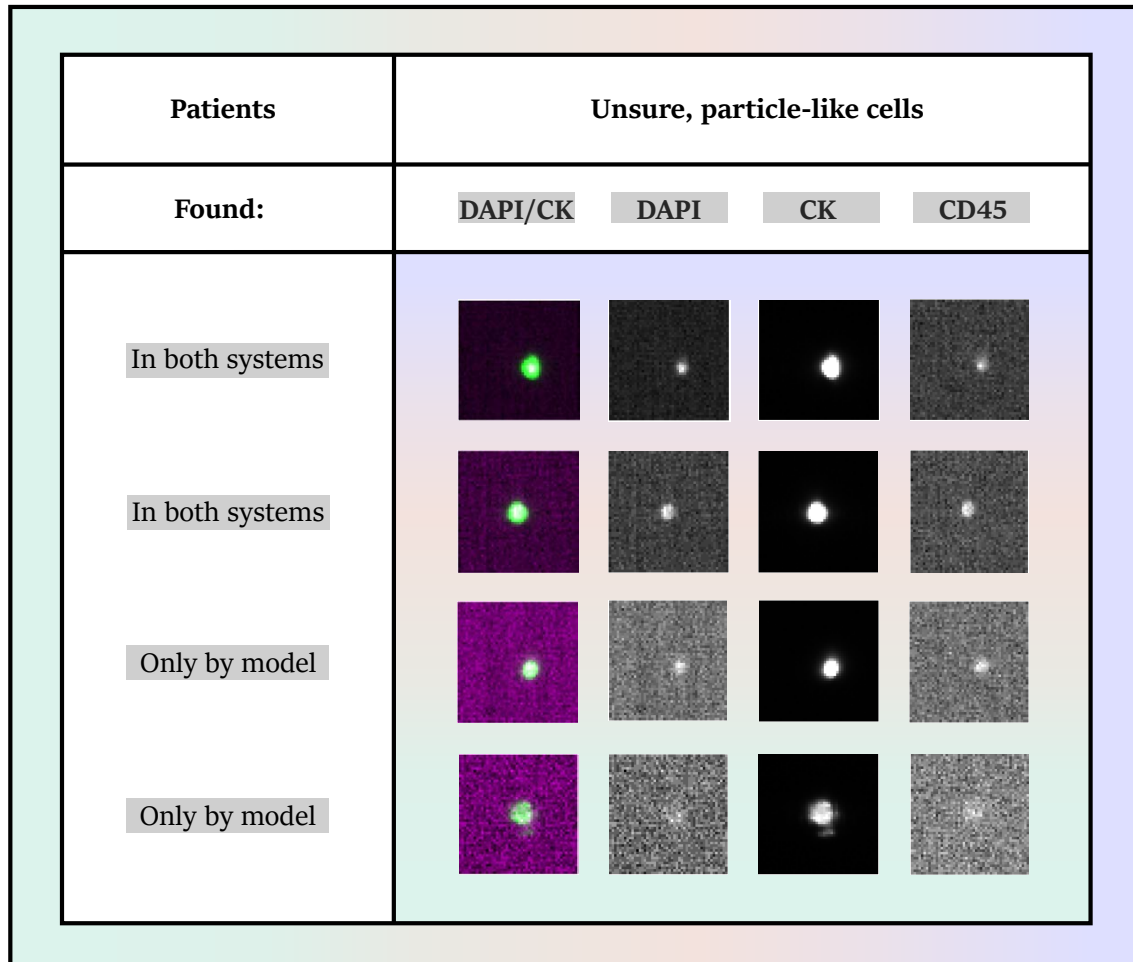 Patients
Unsure, particle-like cells
Found:
DAPI/CK DAPI CK CD45
In both systems
In both systems
Only by model
Only by model